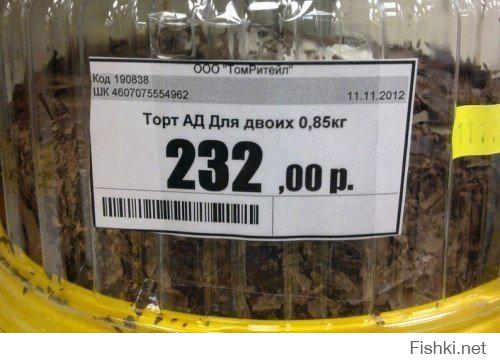 ООО "ТомРитейл"
Код 190838
ШК 4607075554962 11.11.2012
Торт АД Для двоих 0,85кг
232 ,00 р.
Fishki.net